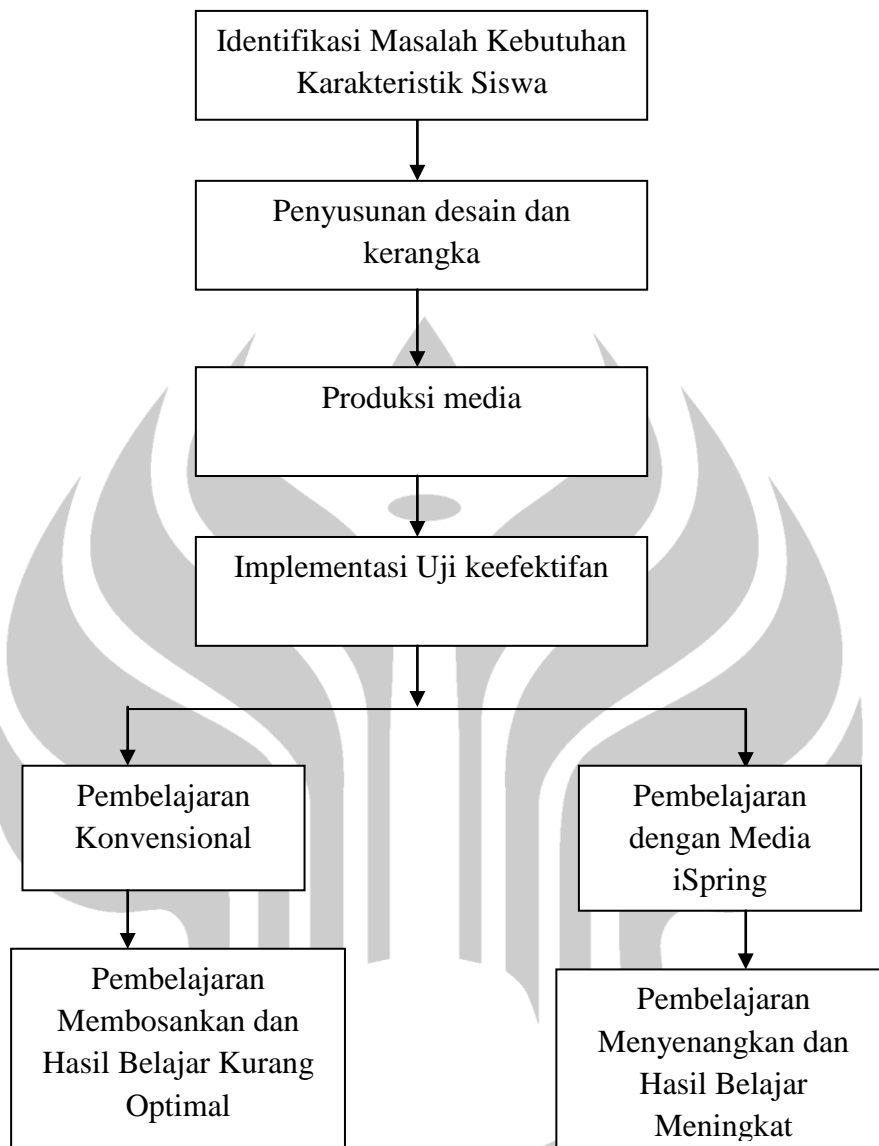 Identifikasi Masalah Kebutuhan
Karakteristik Siswa
Penyusunan desain dan
kerangka
Produksi media
Implementasi Uji keefektifan
Pembelajaran
Konvensional
Pembelajaran
dengan Media
iSpring
Pembelajaran
Membosankan dan
Hasil Belajar Kurang
Optimal
Pembelajaran
Menyenangkan dan
Hasil Belajar
Meningkat